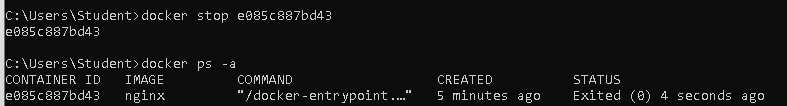 C:\Users\Student>docker stop e085c887bd43
e085c887bd43
C:\Users\Student>docker ps -a
CONTAINER ID IMAGE COMMAND CREATED STATUS
e085c887bd43 nginx "/docker-entrypoint.…" 5 minutes ago Exited (0) 4 seconds ago